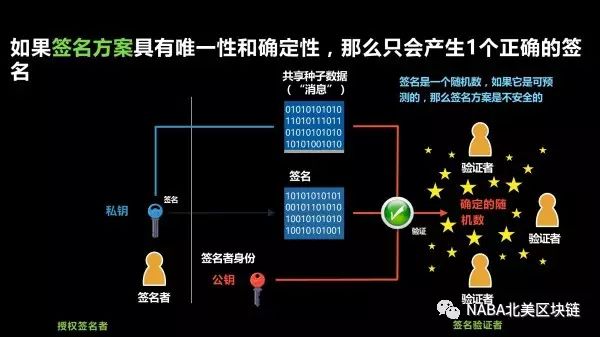 如果签名方案具有唯一性和确定性，那么只会产生1个正确的签
名
共享种子数据
（“消息”）
签名是一个随机数，如果它是可预
测的，那么签名方案是不安全的
01010101010
11010111011
01010101010
10101001010
验证者
签名
签名
私钥
10101010101
00101101010
00101010101
10010101001
确定的随
机数
验证
验证者
签名者身份
公钥
签名者
验证者
NABA北美区块链
授权签名者
签名验证者